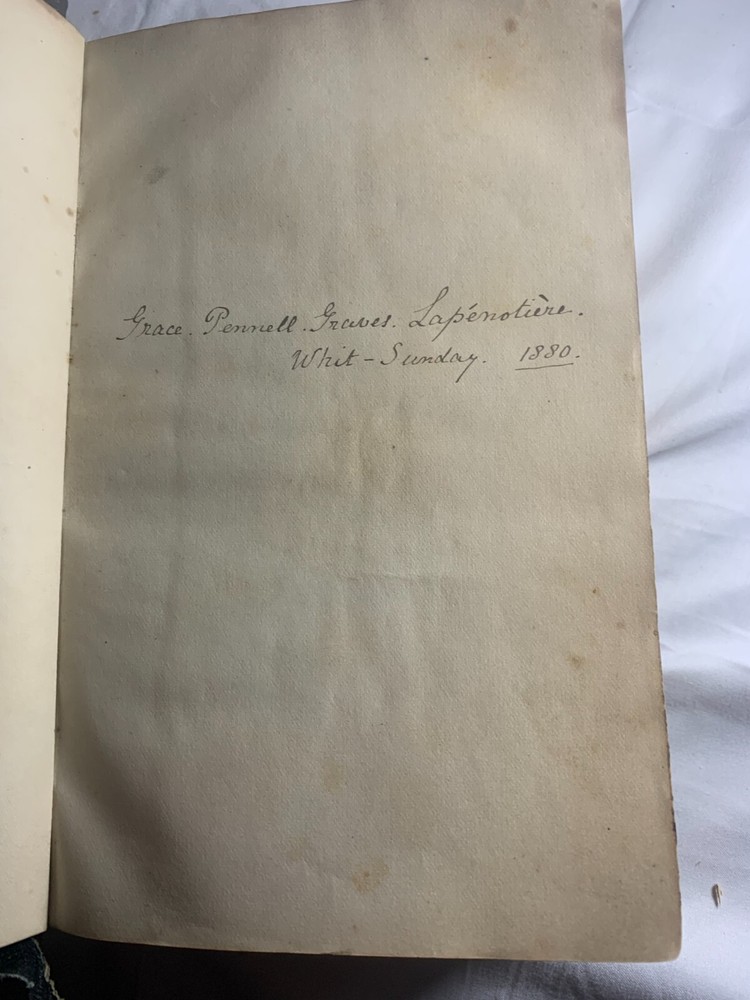 Grace. Pennell. Graves. Lapénotière.
Whit-Sunday. 1880.